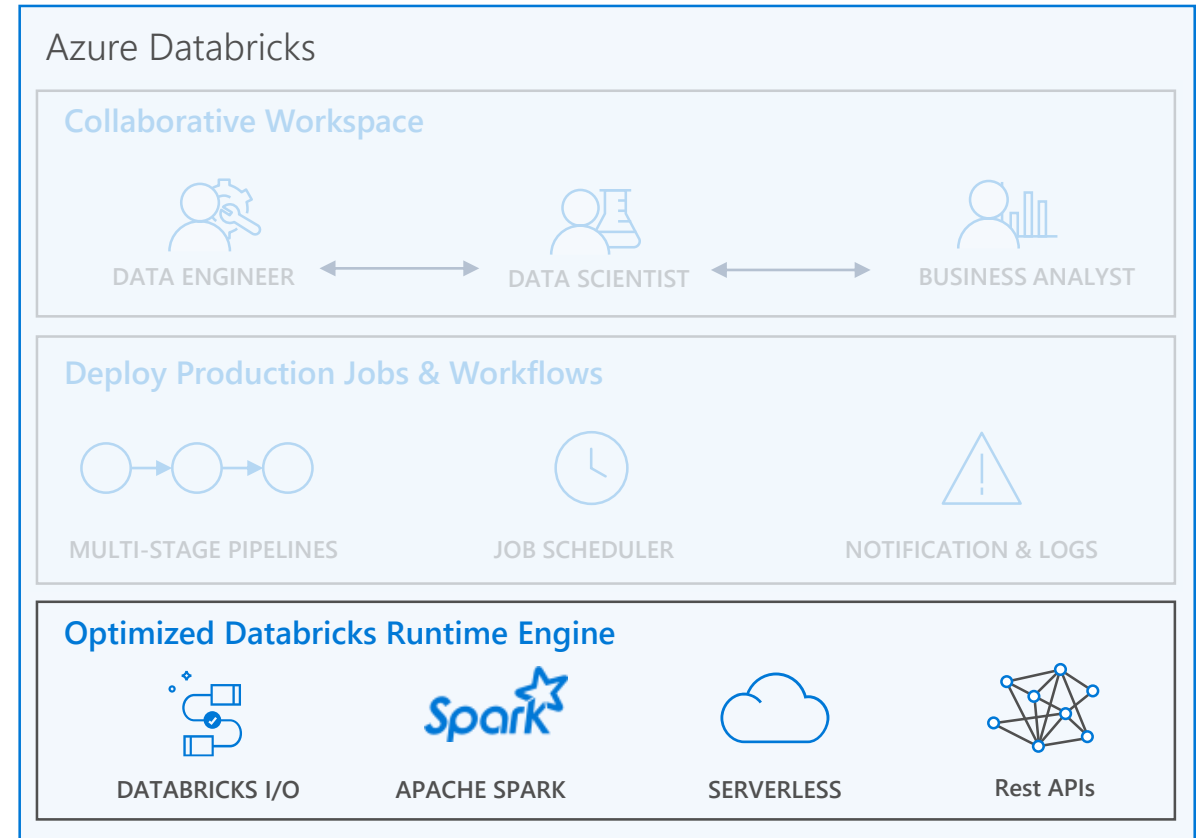 Azure Databricks
Collaborative Workspace
DATA ENGINEER
DATA SCIENTIST
BUSINESS ANALYST
Deploy Production Jobs & Workflows
MULTI-STAGE PIPELINES
JOB SCHEDULER
NOTIFICATION & LOGS
Optimized Databricks Runtime Engine
Spark
DATABRICKS I/O
APACHE SPARK
SERVERLESS
Rest APIs